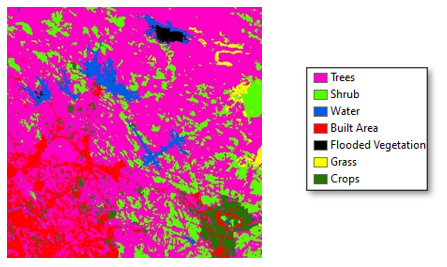 Trees
Shrub
Water
Built Area
Flooded Vegetation
Grass
Crops